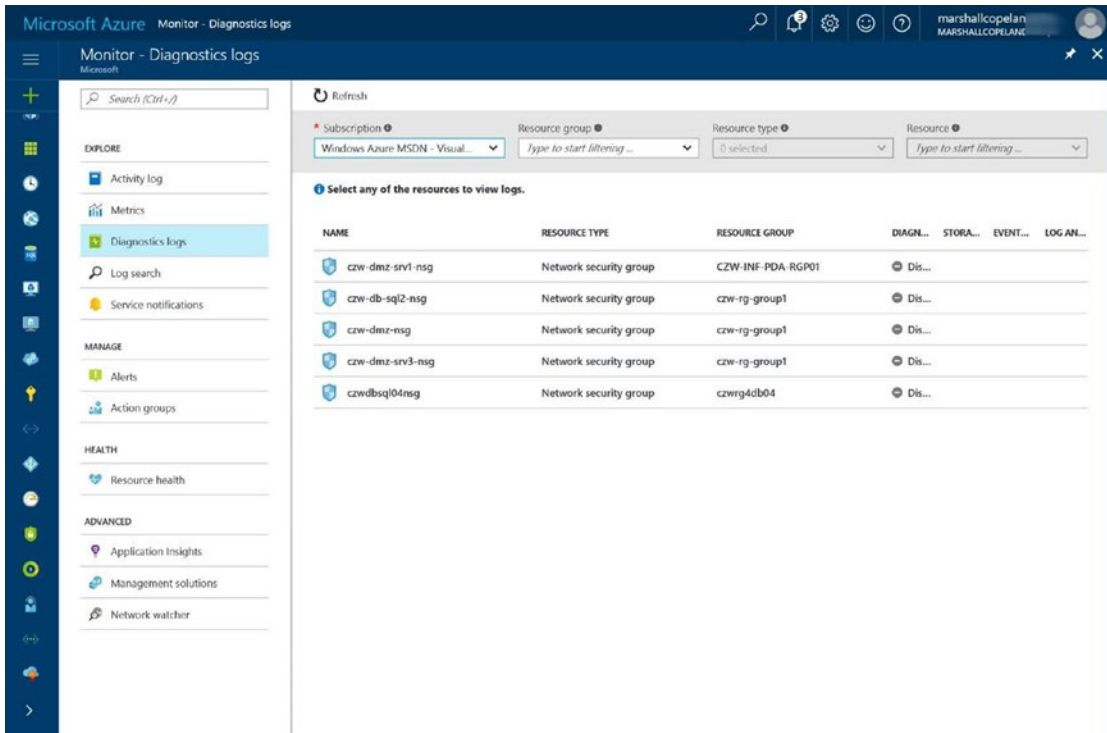 Microsoft Azure Monitor - Diagnostics logs
3
marshallcopelan
MARSHALLCOPELAND
Monitor - Diagnostics logs
Microsoft
Search (Ctrl+/)
EXPLORE
Activity log
Metrics
Diagnostics logs
Log search
Service notifications
MANAGE
Alerts
Action groups
HEALTH
Resource health
ADVANCED
Application Insights
Management solutions
Network watcher
Refresh
* Subscription Resource group Resource type Resource
Windows Azure MSDN - Visual... Type to start filtering ... 0 selected Type to start filtering ...
Select any of the resources to view logs.
NAME RESOURCE TYPE RESOURCE GROUP DIAGN... STORA... EVENT... LOG AN...
czw-dmz-srv1-nsg Network security group CZW-INF-PDA-RGP01 Dis...
czw-db-sql2-nsg Network security group czw-rg-group1 Dis...
czw-dmz-nsg Network security group czw-rg-group1 Dis...
czw-dmz-srv3-nsg Network security group czw-rg-group1 Dis...
czwdbsql04nsg Network security group czwrg4db04 Dis...